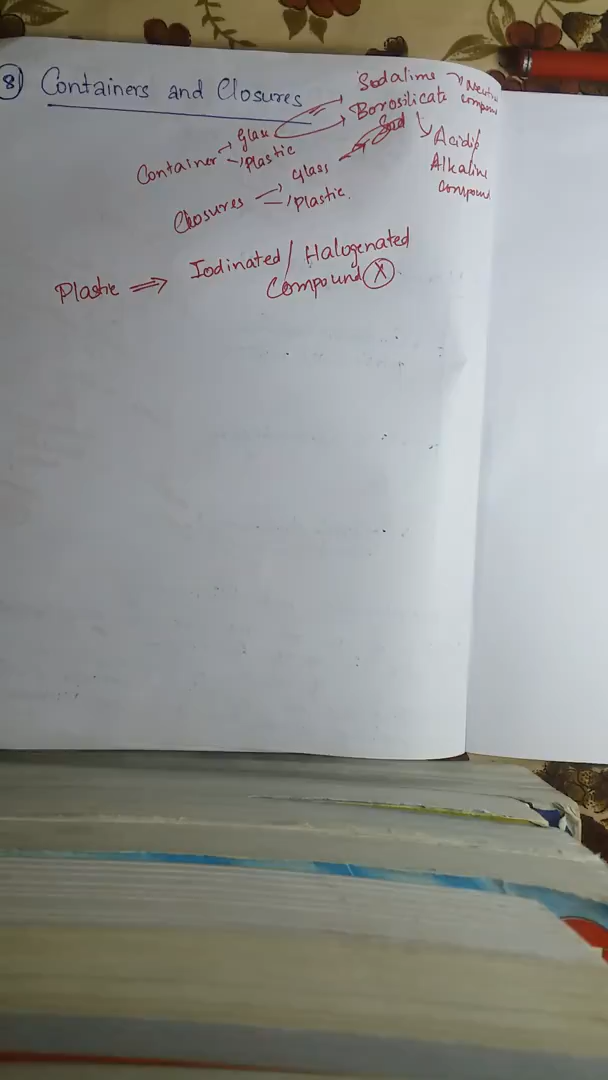 8 Containers and Closures
Sodalime → Neutral compound
Borosilicate → Acidic
Alkaline
Compound
Container → Glass
→ Plastic
Closures → Glass
→ Plastic.
Plastic ⇒ Iodinated / Halogenated
Compound X